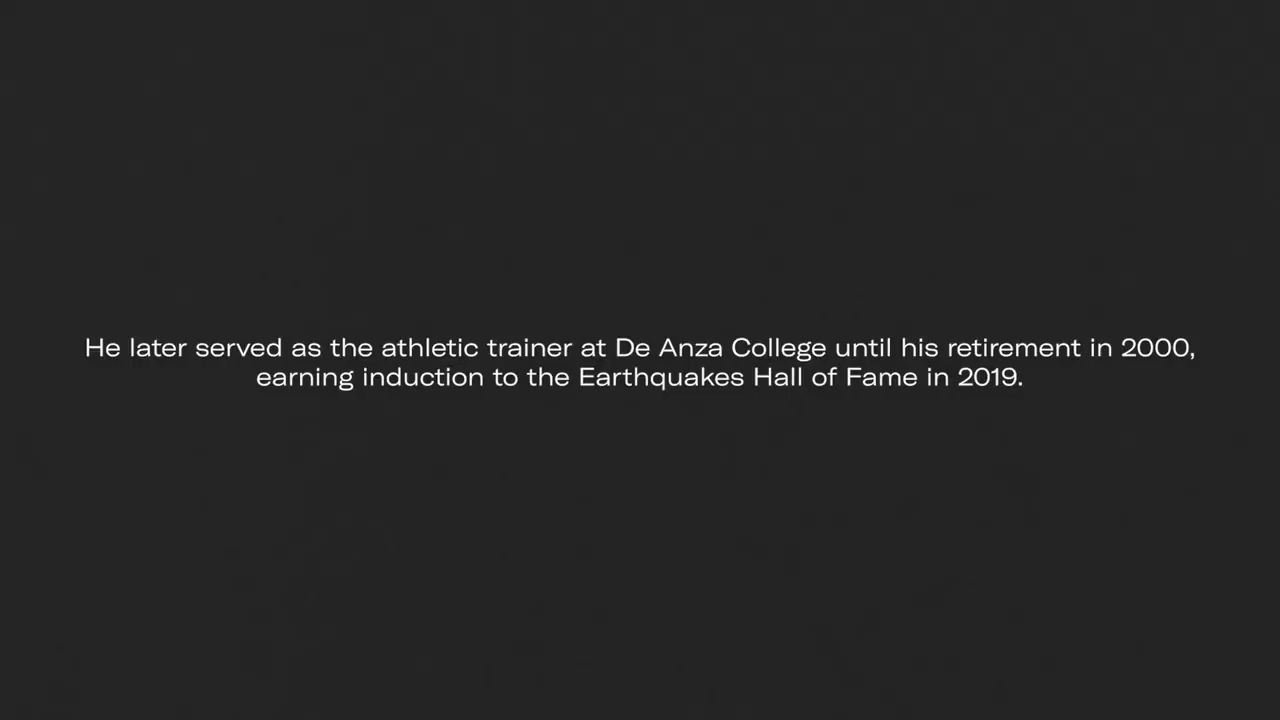 He later served as the athletic trainer at De Anza College until his retirement in 2000,
earning induction to the Earthquakes Hall of Fame in 2019.